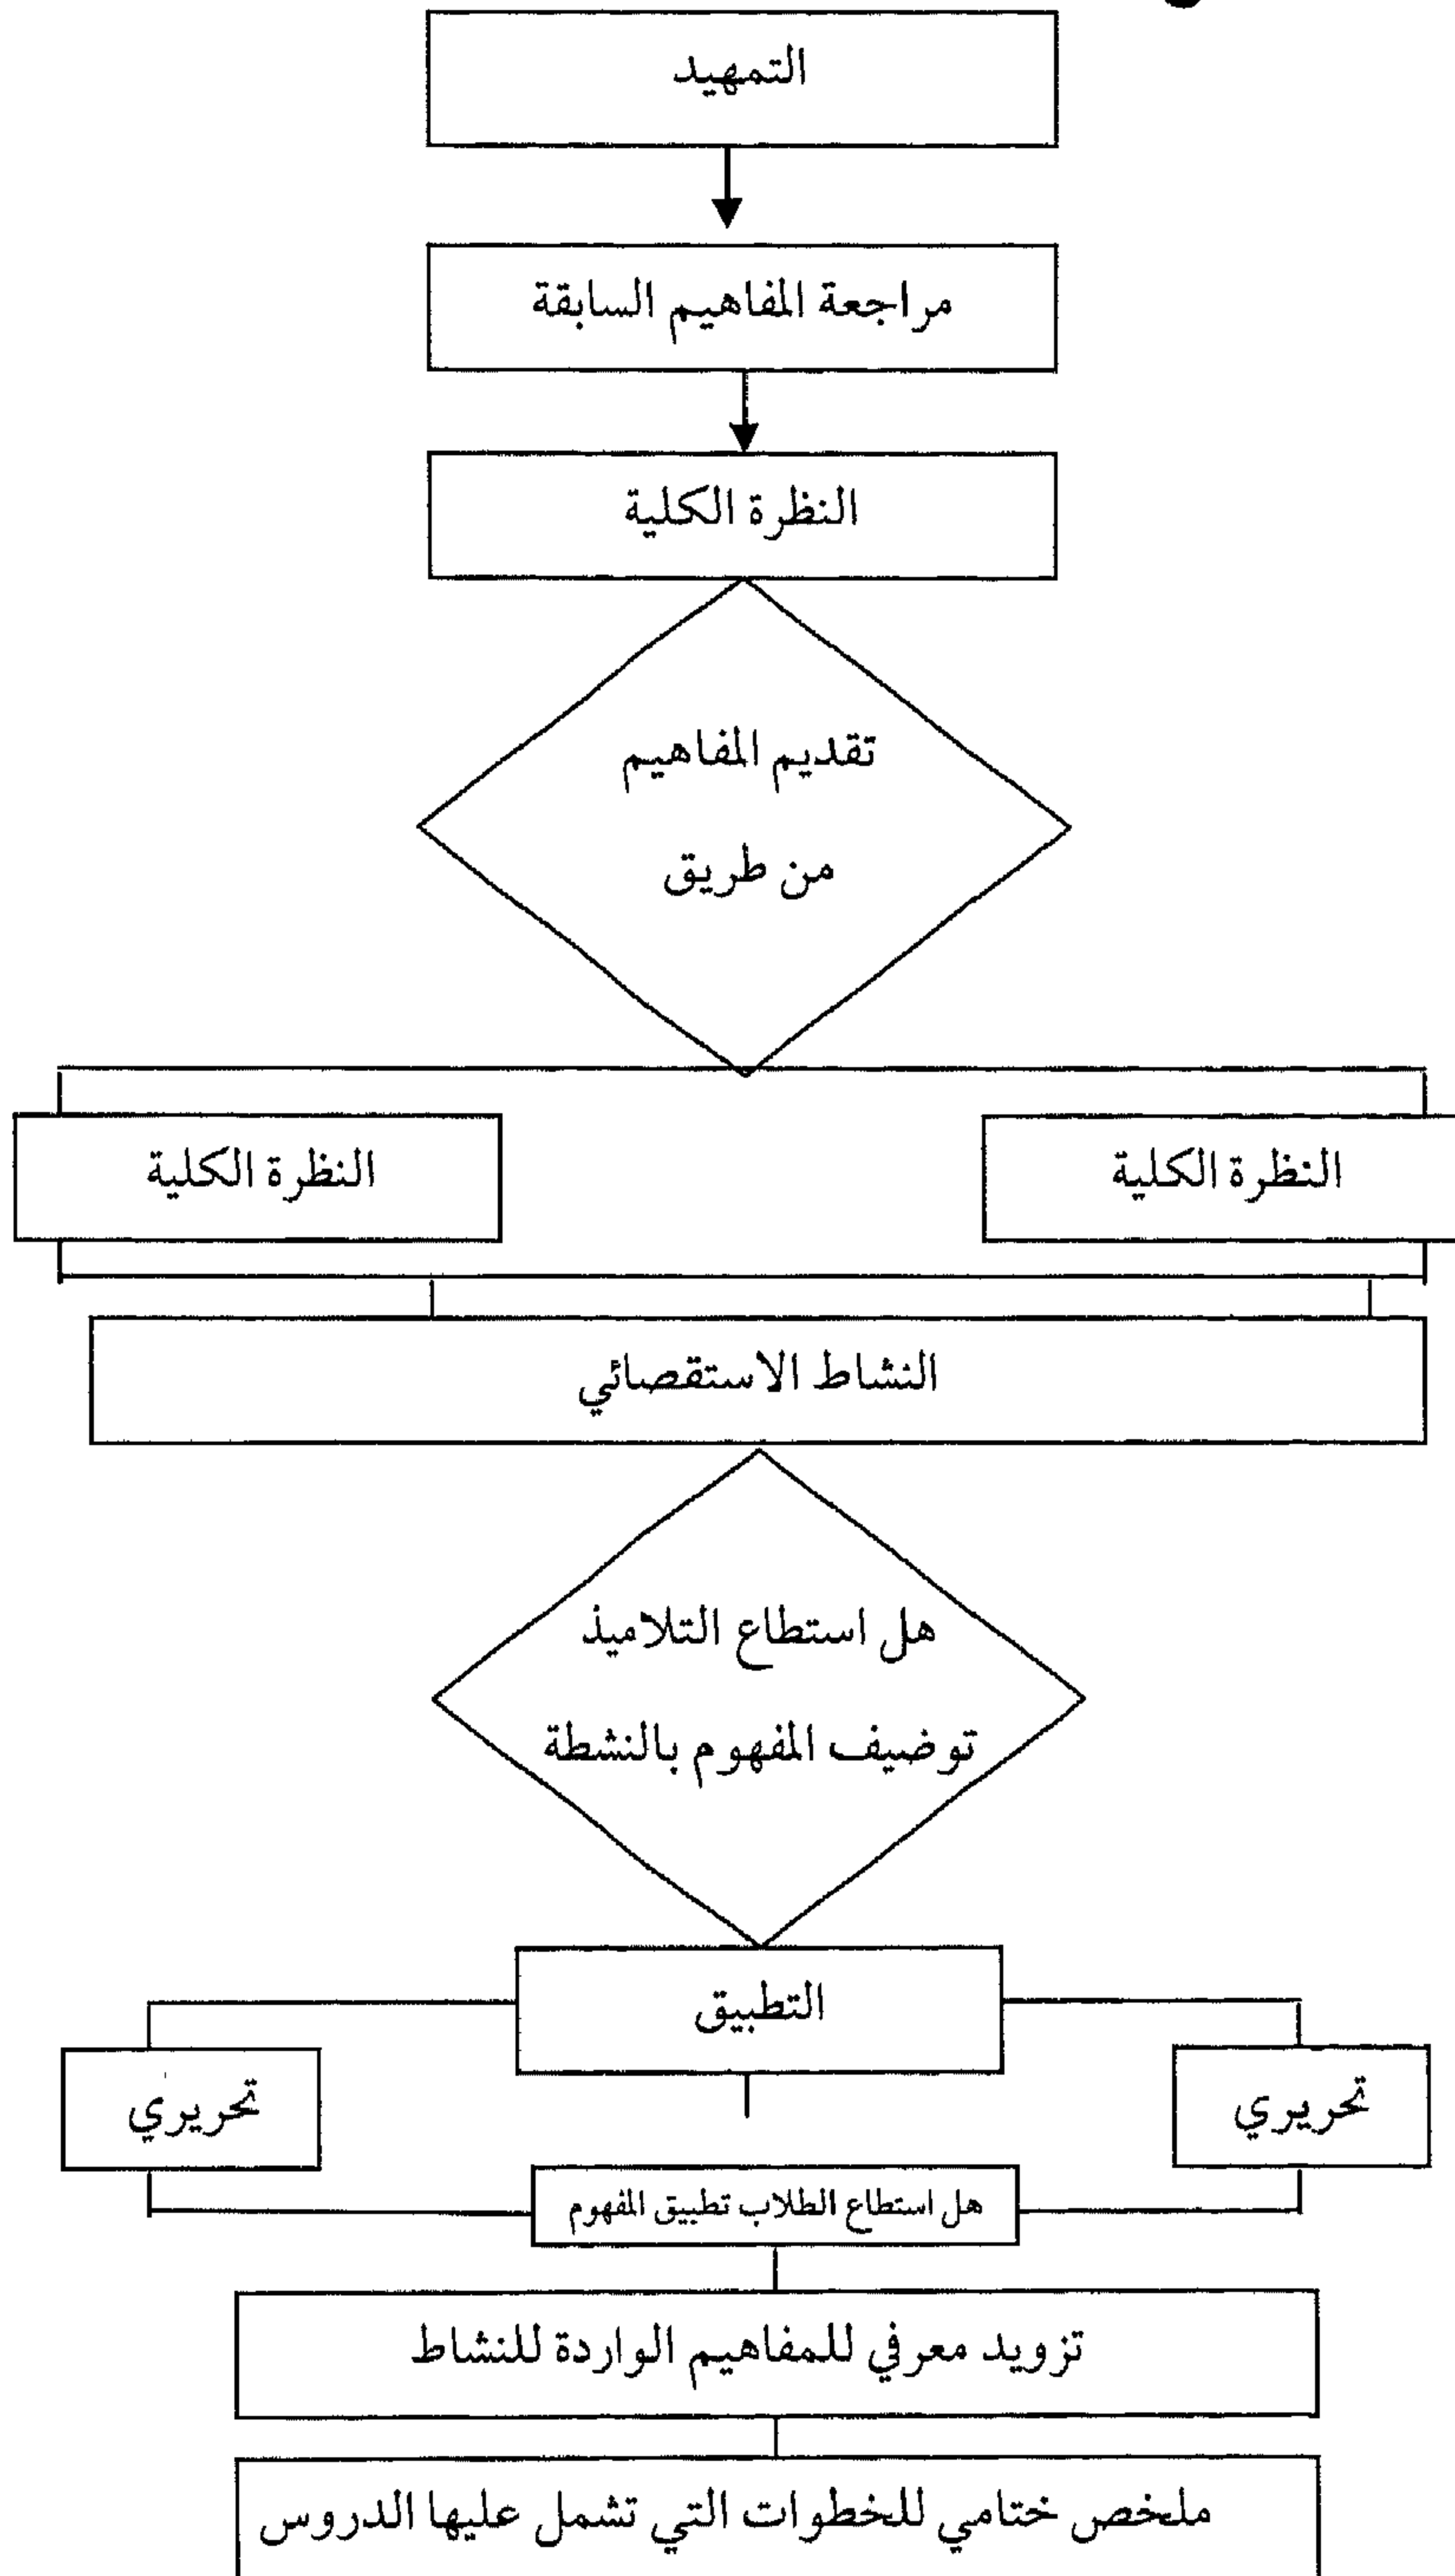 التمهيد
مراجعة المفاهيم السابقة
النظرة الكلية
تقديم المفاهيم
من طريق
النظرة الكلية
النظرة الكلية
النشاط الاستقصائي
هل استطاع التلاميذ
توضيف المفهوم بالنشطة
التطبيق
تحريري
تحريري
هل استطاع الطلاب تطبيق المفهوم
تزويد معرفي للمفاهيم الواردة للنشاط
ملخص ختامي للخطوات التي تشمل عليها الدروس